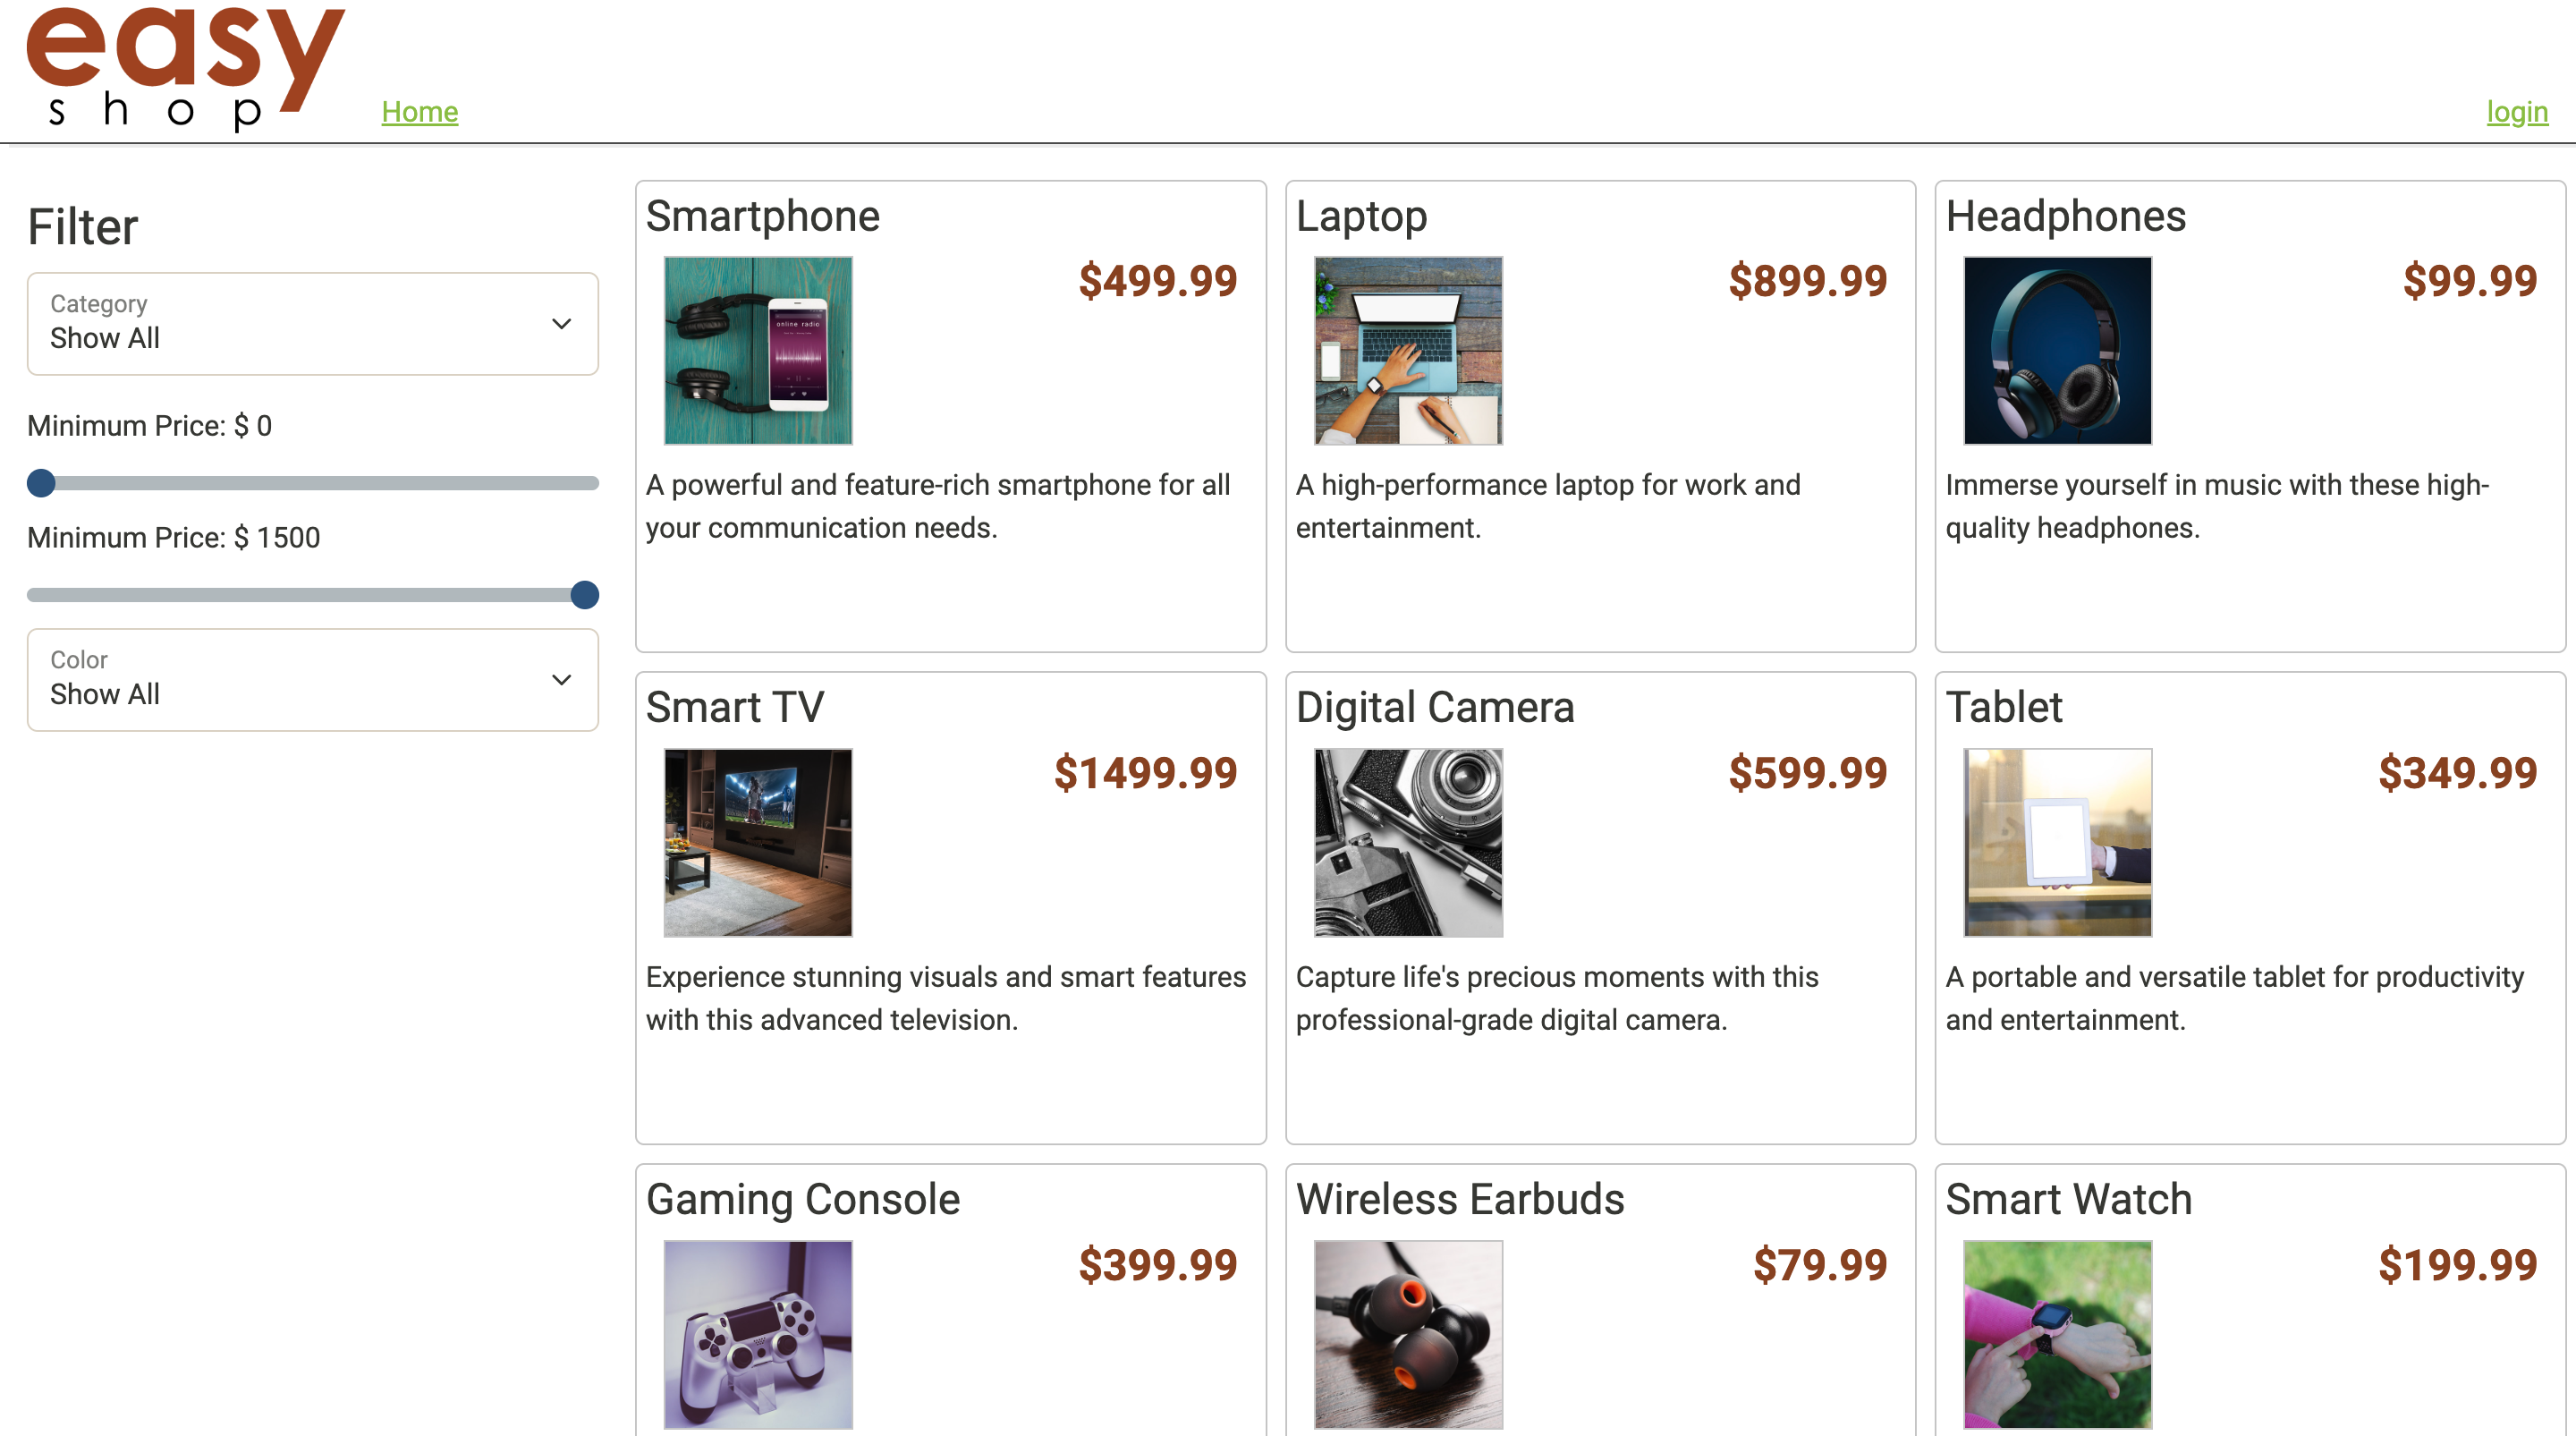 easy
shop
Home
login
Filter
Category
Show All
Minimum Price: $ 0
Minimum Price: $ 1500
Color
Show All
Smartphone
$499.99
online radio
A powerful and feature-rich smartphone for all
your communication needs.
Laptop
$899.99
A high-performance laptop for work and
entertainment.
Headphones
$99.99
Immerse yourself in music with these high-
quality headphones.
Smart TV
$1499.99
Experience stunning visuals and smart features
with this advanced television.
Digital Camera
$599.99
Capture life's precious moments with this
professional-grade digital camera.
Tablet
$349.99
A portable and versatile tablet for productivity
and entertainment.
Gaming Console
$399.99
Wireless Earbuds
$79.99
Smart Watch
$199.99